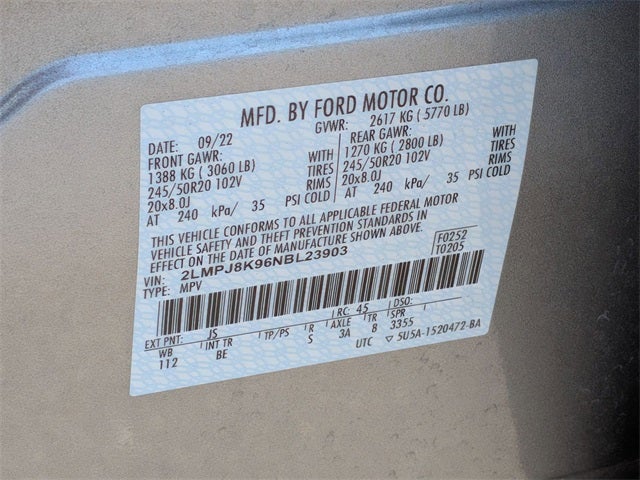 MFD. BY FORD MOTOR CO.
DATE: 09/22 GVWR: 2617 KG ( 5770 LB)
FRONT GAWR: REAR GAWR:
1388 KG ( 3060 LB) WITH 1270 KG ( 2800 LB) WITH
245/50R20 102V TIRES 245/50R20 102V TIRES
20x8.0J RIMS 20x8.0J RIMS
AT 240 kPa/ 35 PSI COLD AT 240 kPa/ 35 PSI COLD
THIS VEHICLE CONFORMS TO ALL APPLICABLE FEDERAL MOTOR
VEHICLE SAFETY AND THEFT PREVENTION STANDARDS IN
EFFECT ON THE DATE OF MANUFACTURE SHOWN ABOVE.
VIN: 2LMPJ8K96NBL23903 F0252
TYPE: MPV T0205
EXT PNT: JS RC: 45 DSO:
WB INT TR TP/PS R AXLE TR SPR
112 BE S 3A 8 3355
UTC ▽ 5U5A-1520472-BA